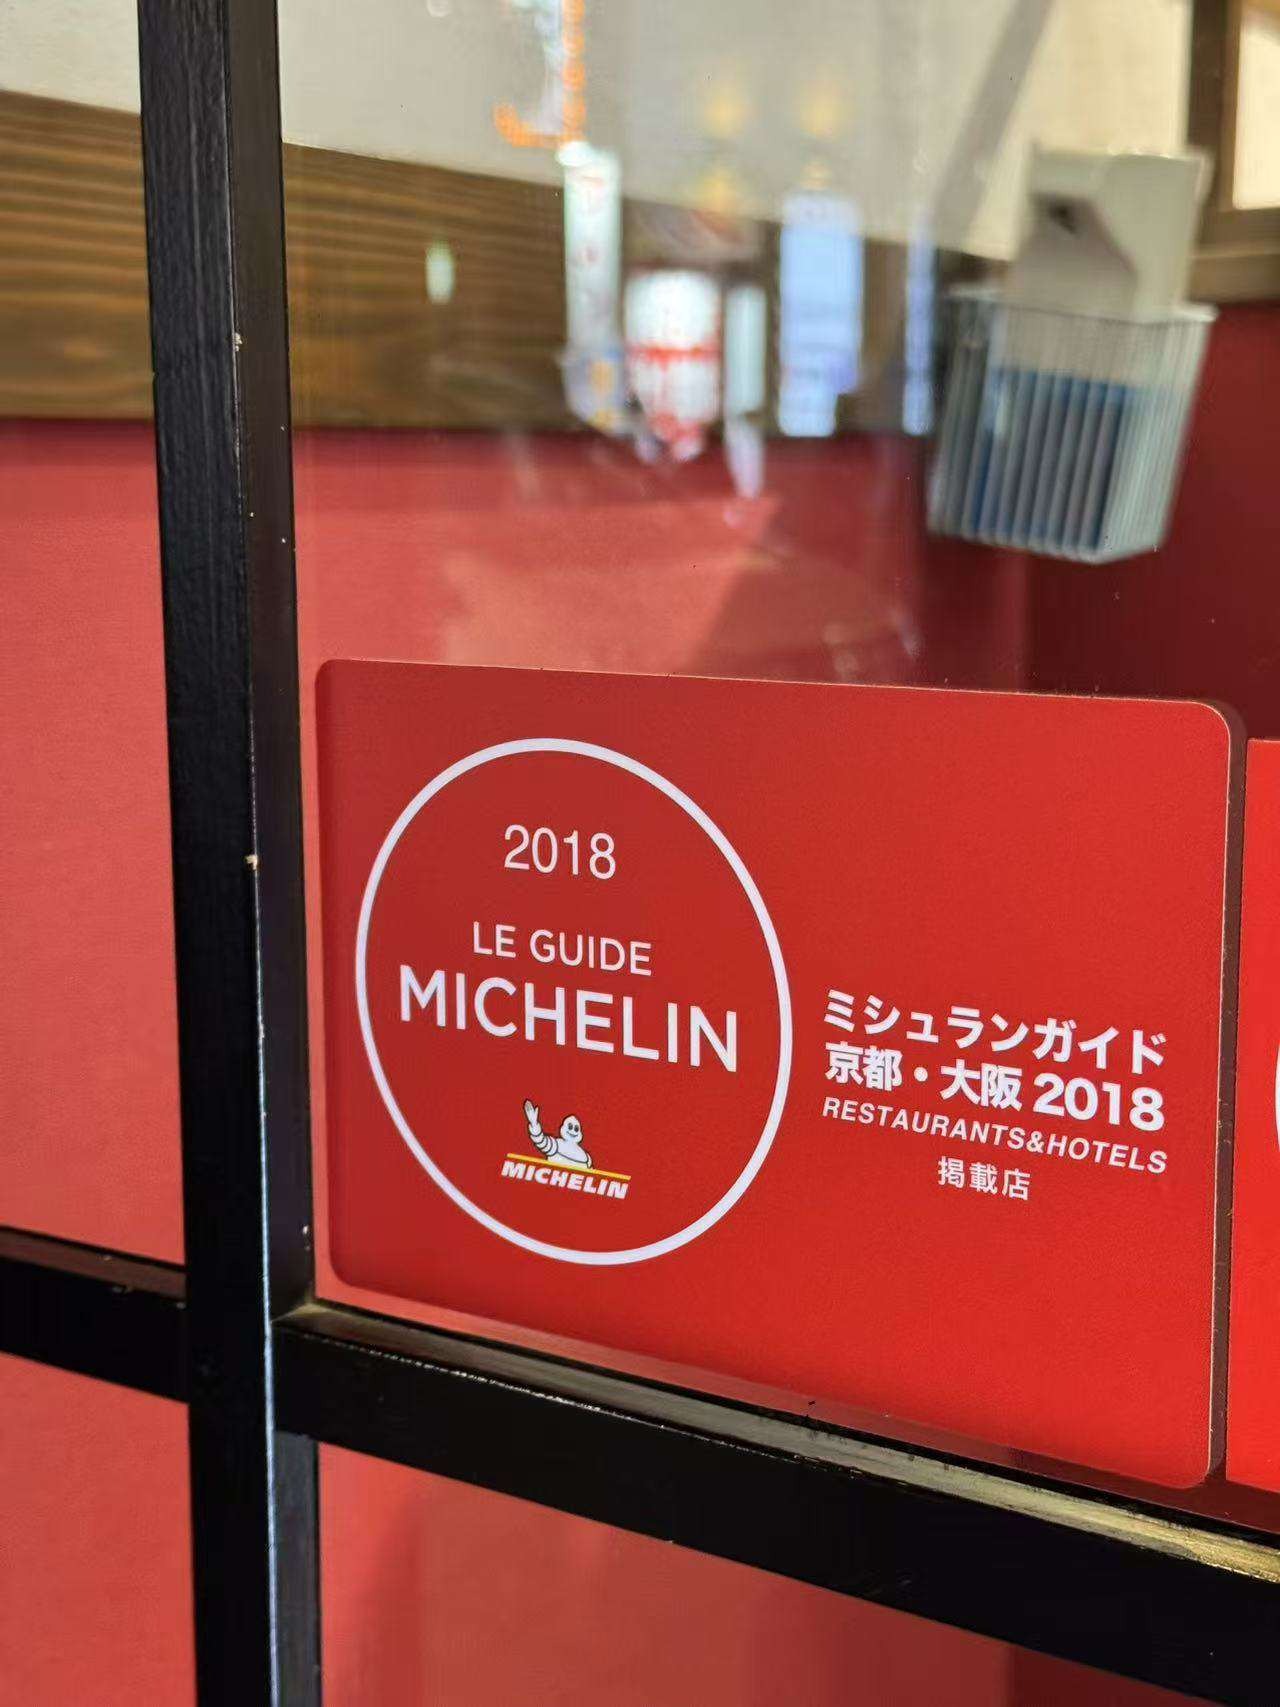 2018
LE GUIDE
MICHELIN
MICHELIN
ミシュランガイド
京都・大阪 2018
RESTAURANTS&HOTELS
掲載店